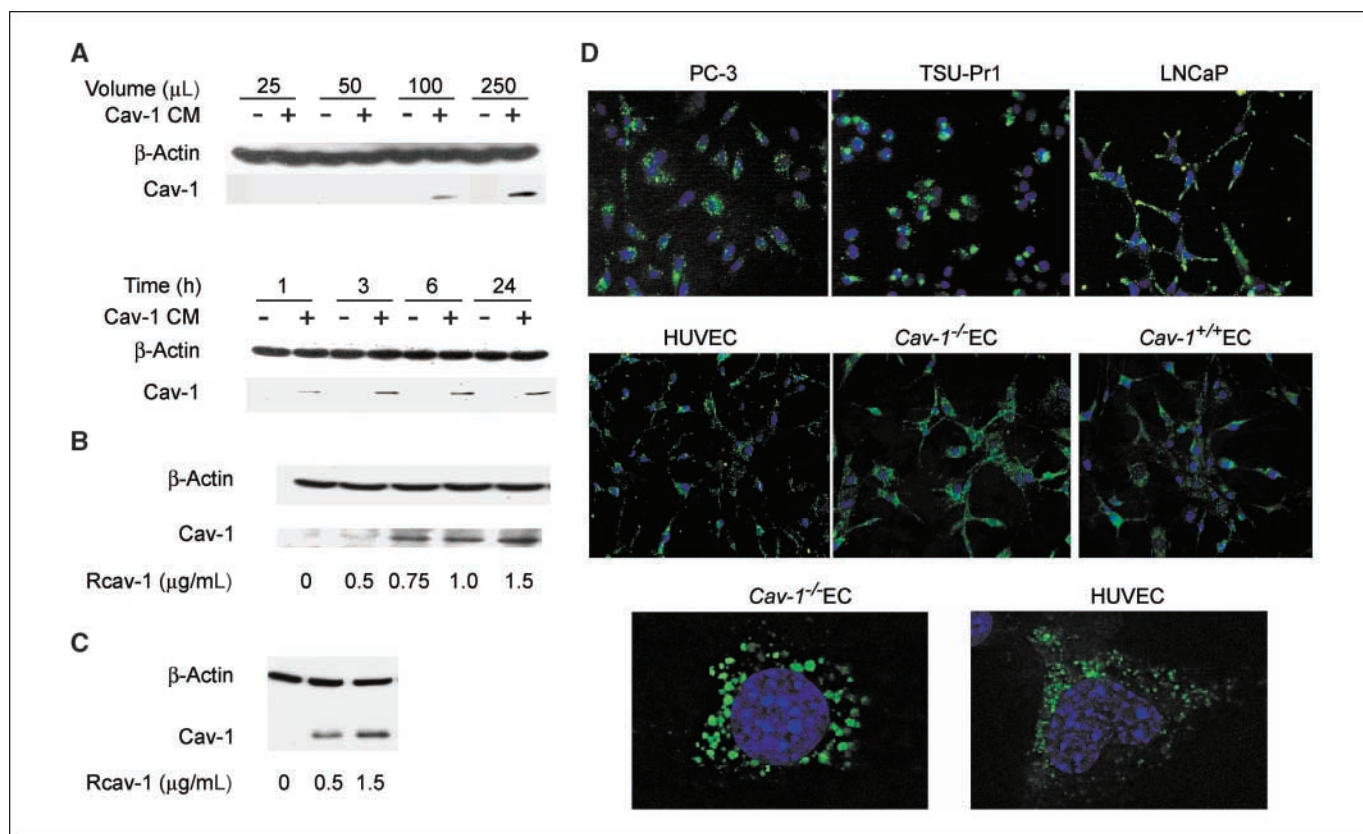 A
Volume (μL) 25 50 100 250
Cav-1 CM - + - + - + - +
β-Actin
Cav-1
Time (h) 1 3 6 24
Cav-1 CM - + - + - + - +
β-Actin
Cav-1
B
β-Actin
Cav-1
Rcav-1 (μg/mL) 0 0.5 0.75 1.0 1.5
C
β-Actin
Cav-1
Rcav-1 (μg/mL) 0 0.5 1.5
D
PC-3 TSU-Pr1 LNCaP
HUVEC Cav-1-/-EC Cav-1+/+EC
Cav-1-/-EC HUVEC